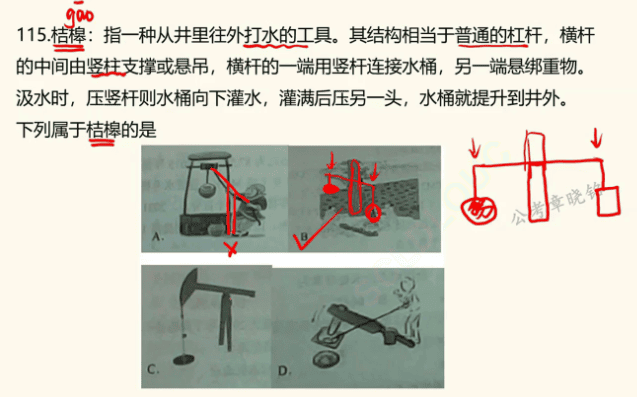 gāo
115.桔槔：指一种从井里往外打水的工具。其结构相当于普通的杠杆，横杆
的中间由竖柱支撑或悬吊，横杆的一端用竖杆连接水桶，另一端悬绑重物。
汲水时，压竖杆则水桶向下灌水，灌满后压另一头，水桶就提升到井外。
下列属于桔槔的是
A.
B
C.
D.
公考章晓铭